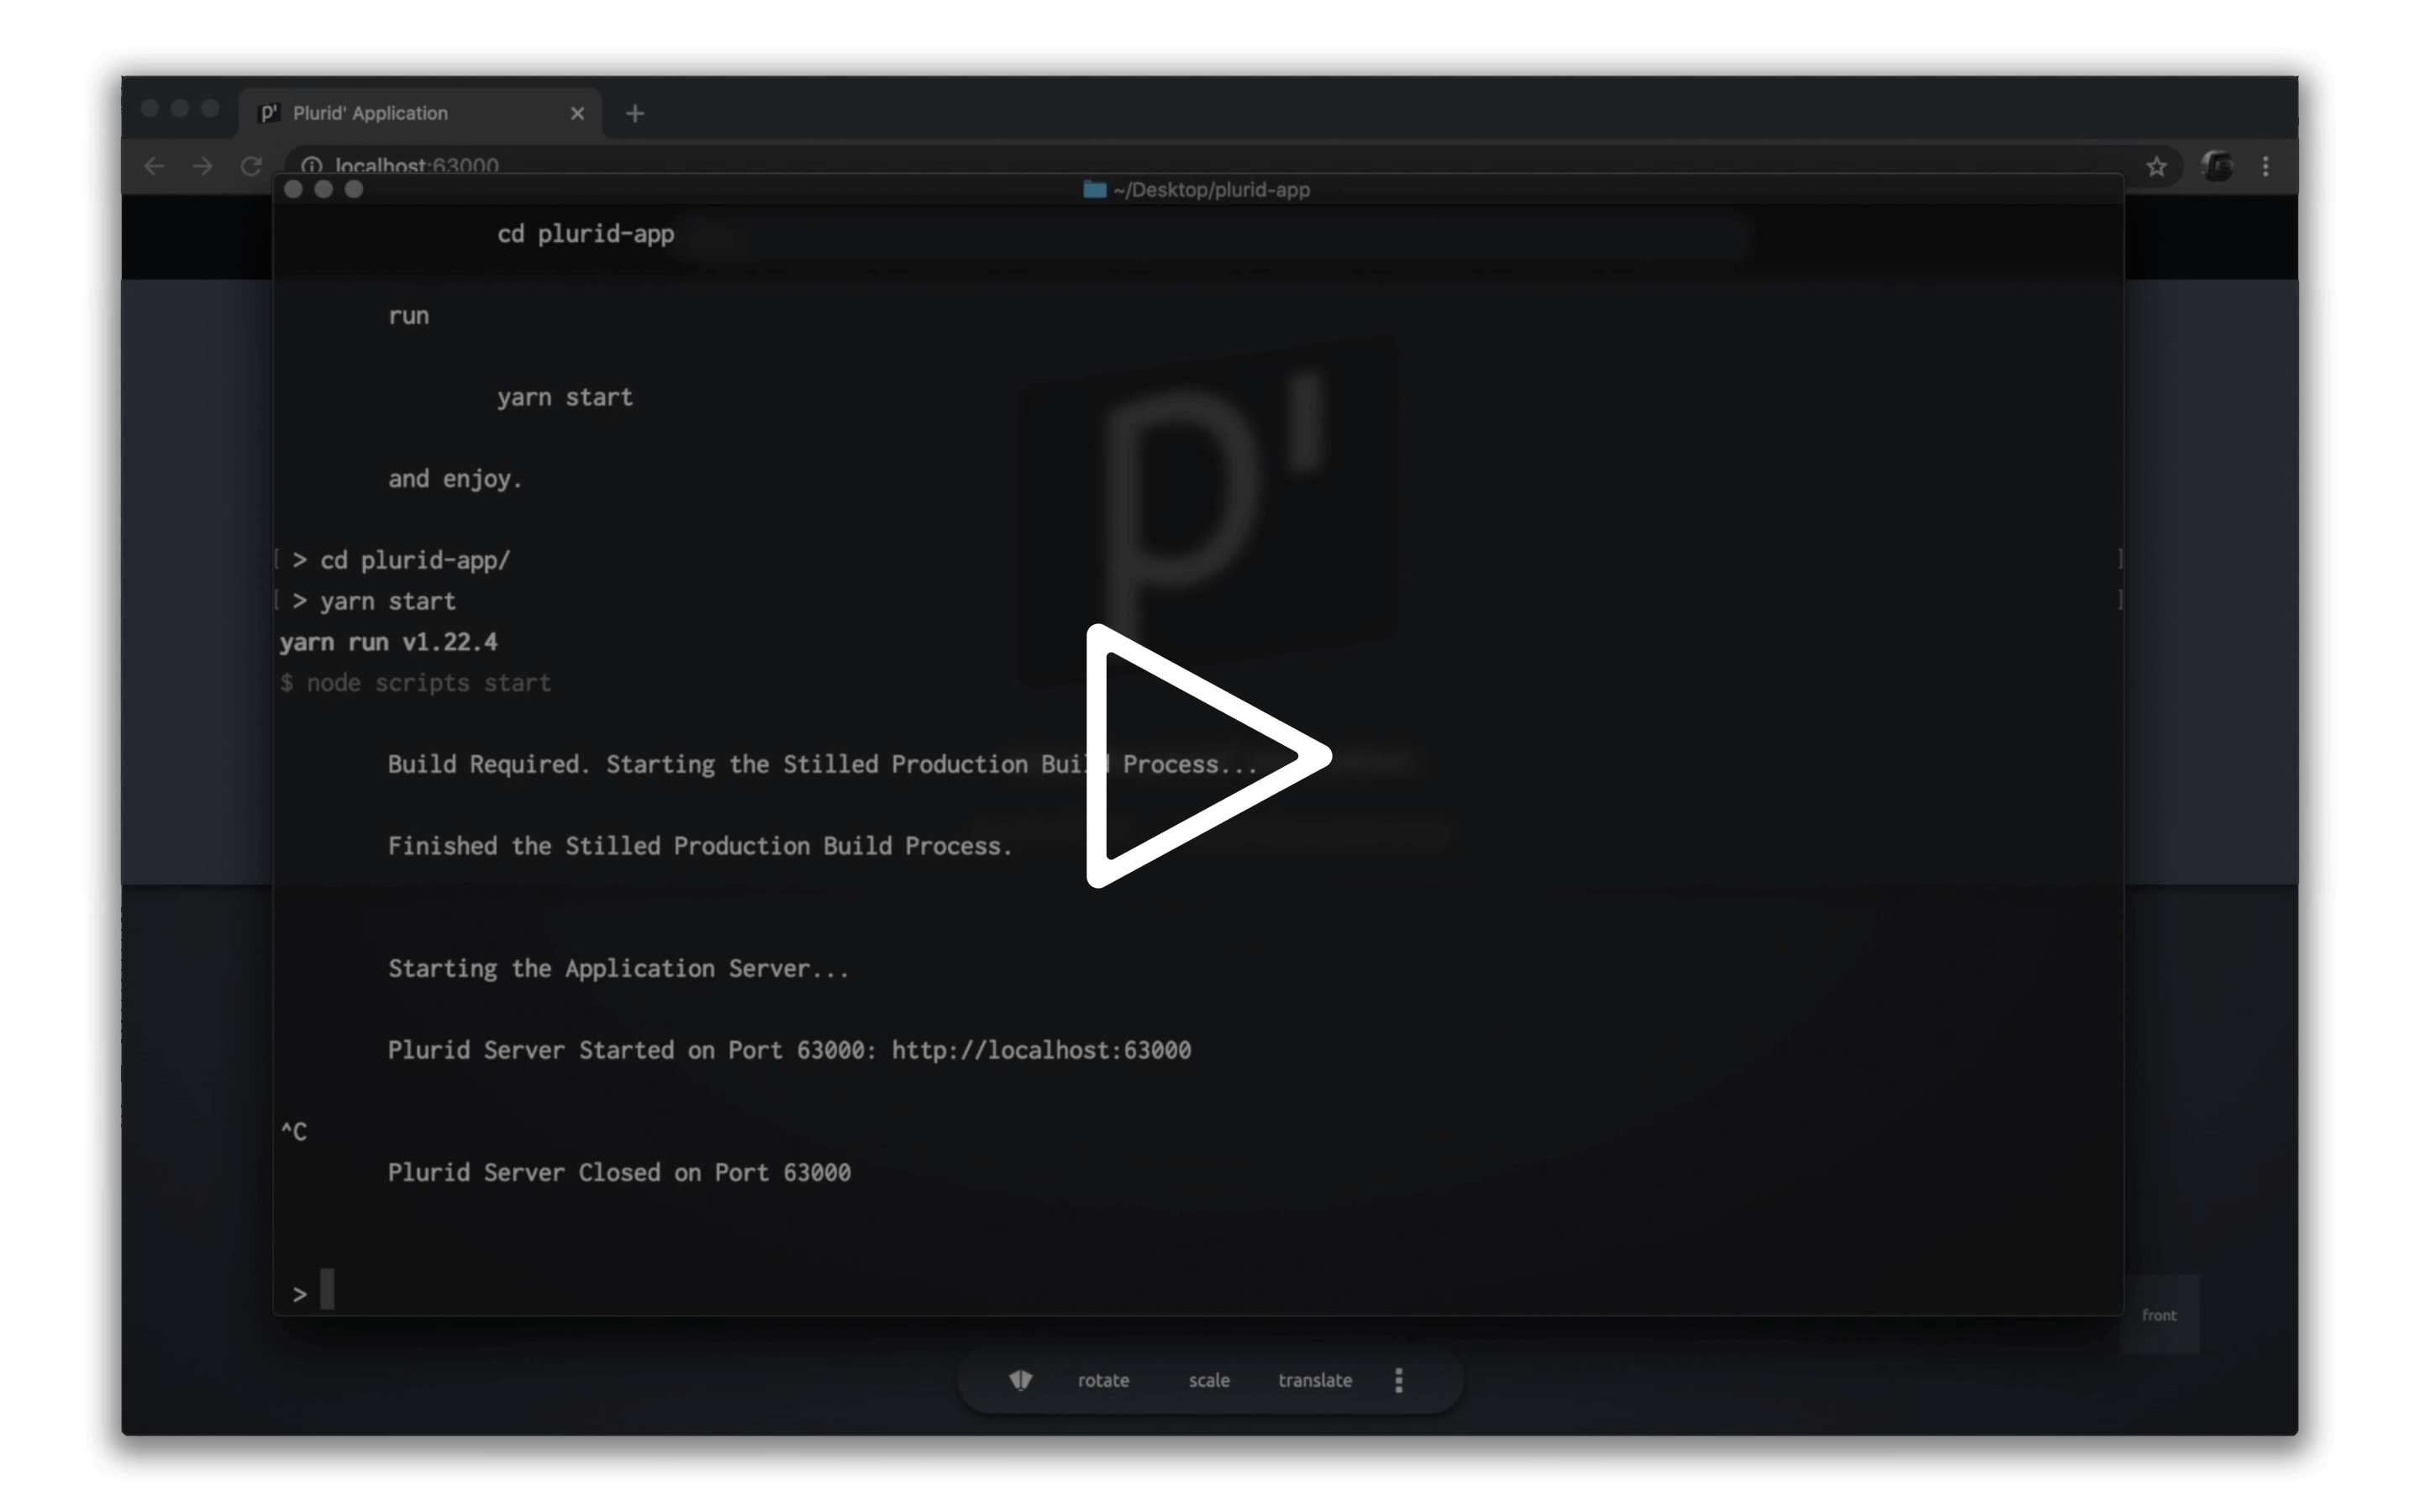 p' Plurid' Application
localhost:63000
~/Desktop/plurid-app
cd plurid-app
run
yarn start
and enjoy.
p'
[ > cd plurid-app/ ]
[ > yarn start ]
yarn run v1.22.4
$ node scripts start
Build Required. Starting the Stilled Production Build Process...
Finished the Stilled Production Build Process.
Starting the Application Server...
Plurid Server Started on Port 63000: http://localhost:63000
^C
Plurid Server Closed on Port 63000
>
front
rotate scale translate